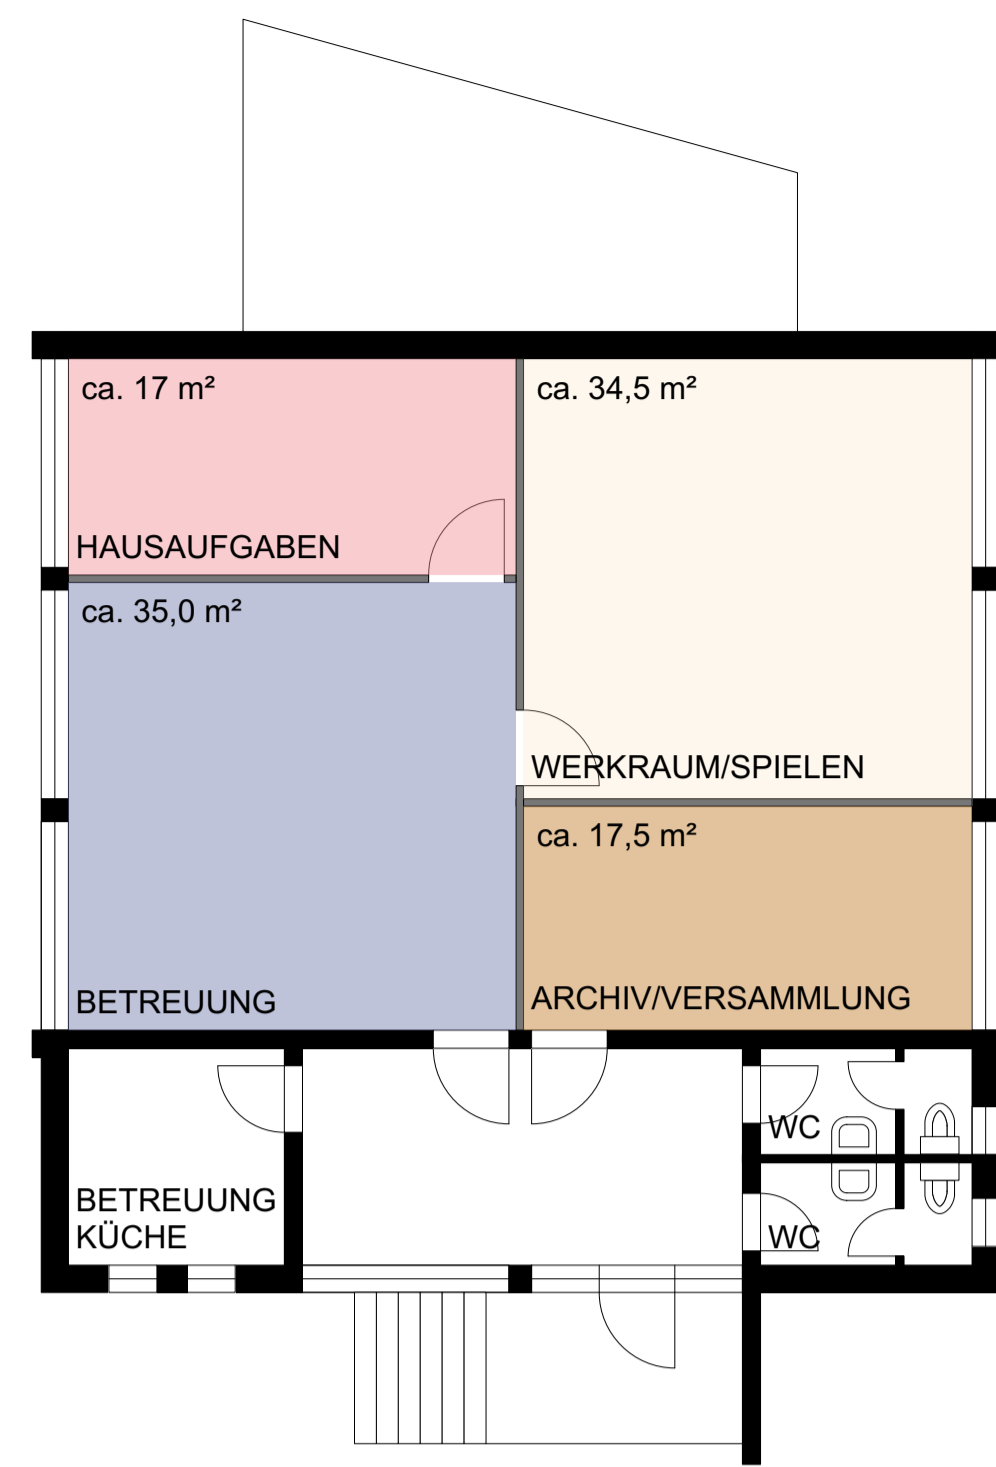 ca. 17 m²
HAUSAUFGABEN
ca. 34,5 m²
WERKRAUM/SPIELEN
ca. 35,0 m²
BETREUUNG
ca. 17,5 m²
ARCHIV/VERSAMMLUNG
BETREUUNG
KÜCHE
WC
WC